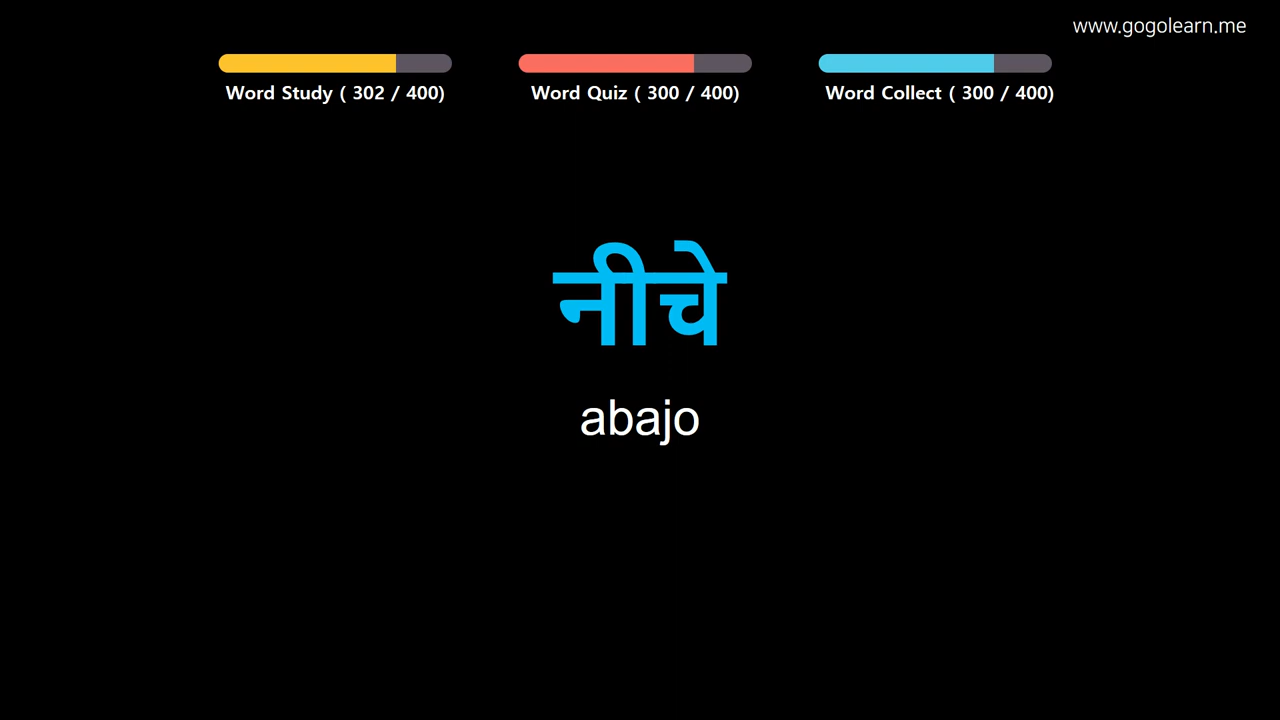 www.gogolearn.me
Word Study ( 302 / 400)
Word Quiz ( 300 / 400)
Word Collect ( 300 / 400)
नीचे
abajo